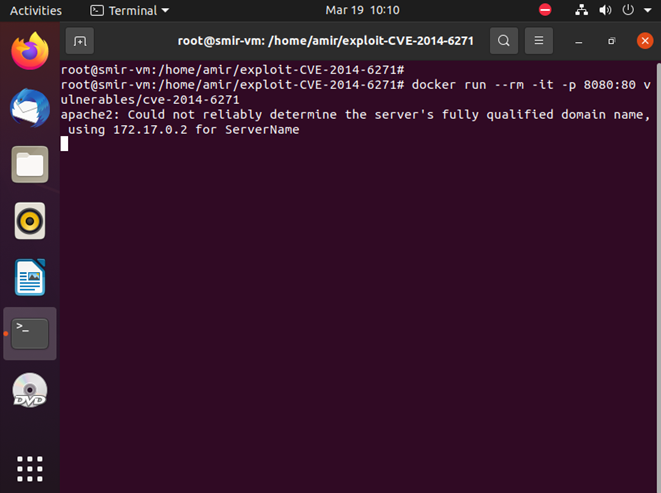 Activities Terminal Mar 19 10:10
root@smir-vm: /home/amir/exploit-CVE-2014-6271
root@smir-vm:/home/amir/exploit-CVE-2014-6271#
root@smir-vm:/home/amir/exploit-CVE-2014-6271# docker run --rm -it -p 8080:80 v
ulnerables/cve-2014-6271
apache2: Could not reliably determine the server's fully qualified domain name,
using 172.17.0.2 for ServerName
>_
DVD